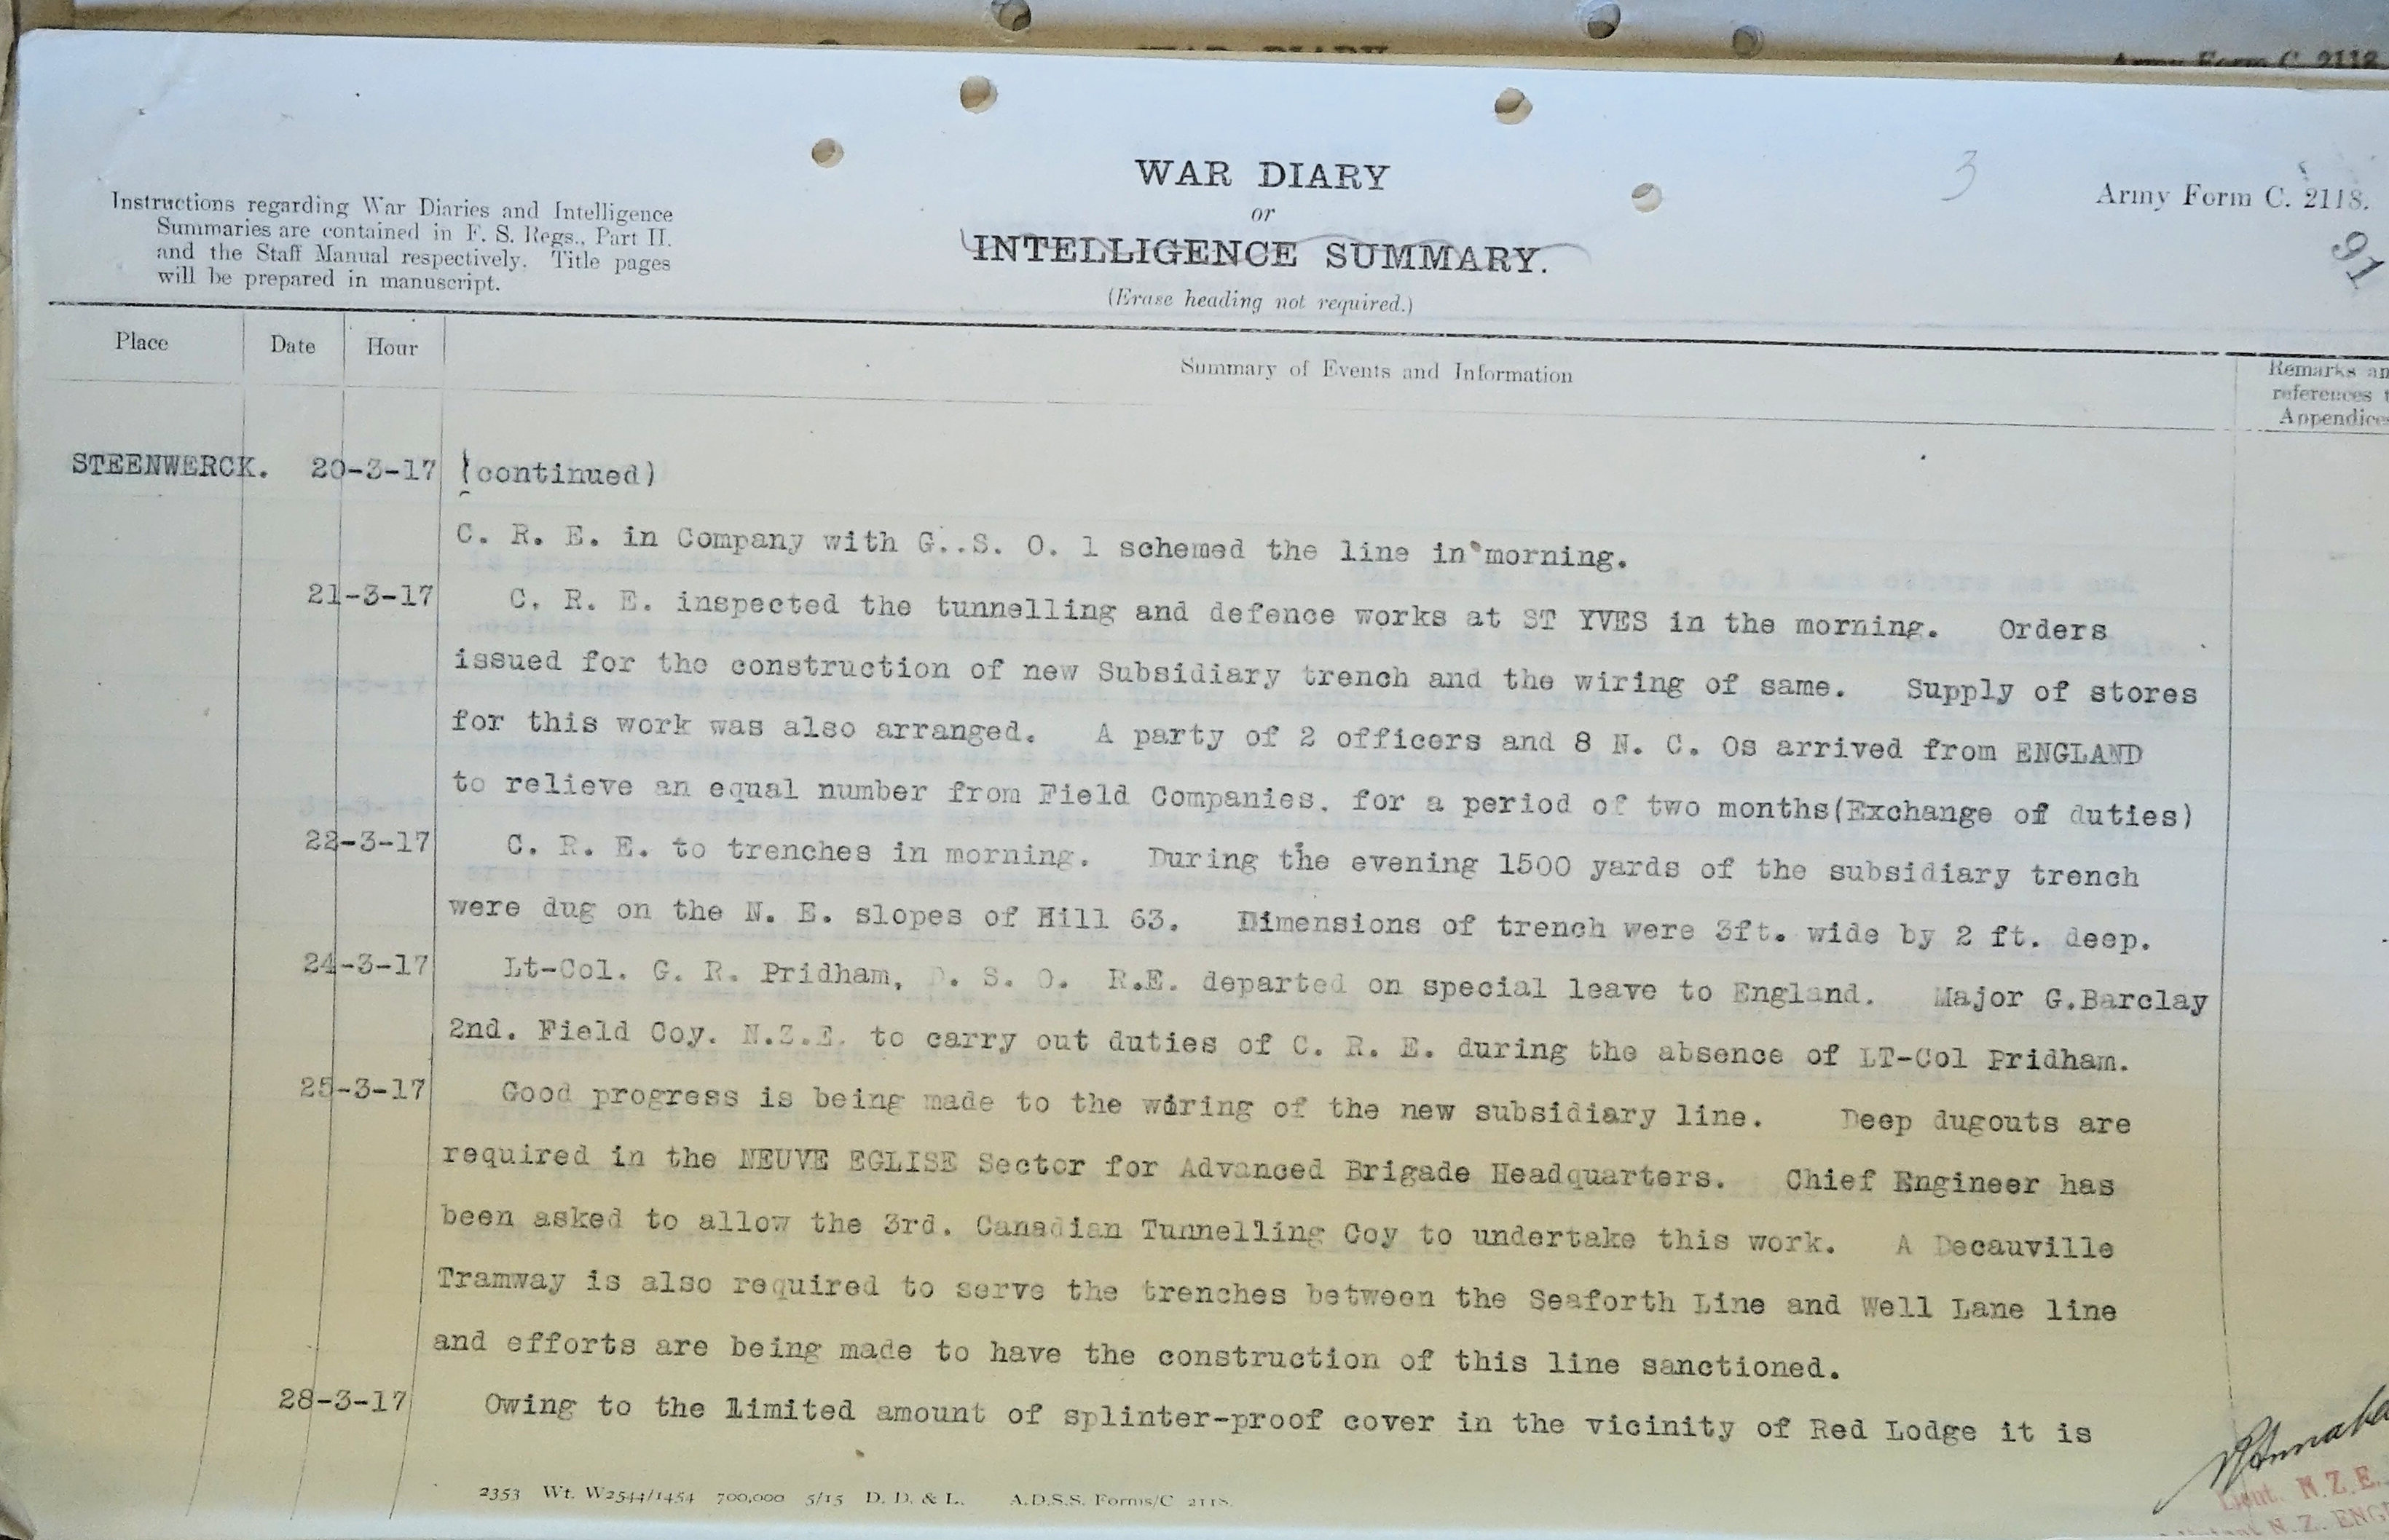 WAR DIARY
Army Form C. 2118
3
Army Form C. 2118.
91
Instructions regarding War Diaries and Intelligence
Summaries are contained in F. S. Regs., Part II.
and the Staff Manual respectively. Title pages
will be prepared in manuscript.
WAR DIARY
or
INTELLIGENCE SUMMARY.
(Erase heading not required.)
Place Date Hour Summary of Events and Information Remarks an
references t
Appendice
STEENWERCK. 20-3-17 (continued)
C. R. E. in Company with G..S. O. 1 schemed the line in morning.
21-3-17 C. R. E. inspected the tunnelling and defence works at ST YVES in the morning. Orders
issued for the construction of new Subsidiary trench and the wiring of same. Supply of stores
for this work was also arranged. A party of 2 officers and 8 N. C. Os arrived from ENGLAND
to relieve an equal number from Field Companies. for a period of two months(Exchange of duties)
22-3-17 C. R. E. to trenches in morning. During the evening 1500 yards of the subsidiary trench
were dug on the N. E. slopes of Hill 63. Dimensions of trench were 3ft. wide by 2 ft. deep.
24-3-17 Lt-Col. G. R. Pridham, D. S. O. R.E. departed on special leave to England. Major G.Barclay
2nd. Field Coy. N.Z.E. to carry out duties of C. R. E. during the absence of LT-Col Pridham.
25-3-17 Good progress is being made to the wiring of the new subsidiary line. Deep dugouts are
required in the NEUVE EGLISE Sector for Advanced Brigade Headquarters. Chief Engineer has
been asked to allow the 3rd. Canadian Tunnelling Coy to undertake this work. A Decauville
Tramway is also required to serve the trenches between the Seaforth Line and Well Lane line
and efforts are being made to have the construction of this line sanctioned.
28-3-17 Owing to the limited amount of splinter-proof cover in the vicinity of Red Lodge it is
Lieut. N.Z.E.
N. Z. ENG
2353 Wt. W2544/1454 700,000 5/15 D. D. & L. A.D.S.S. Forms/C 2118.